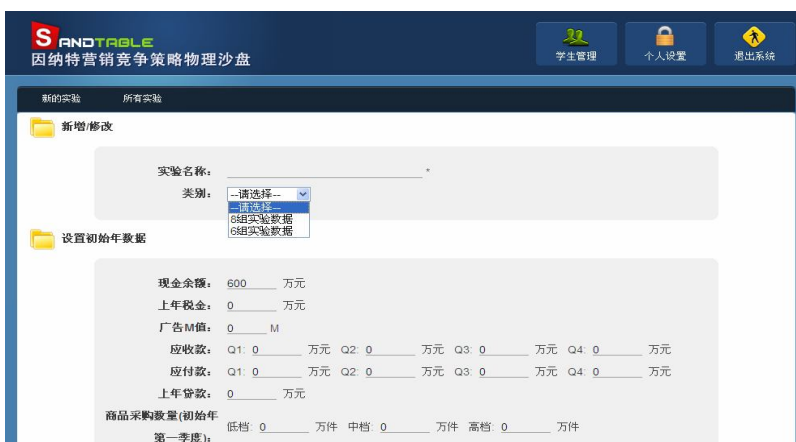 SANDTABLE
因纳特营销竞争策略物理沙盘
学生管理 个人设置 退出系统
新的实验 所有实验
新增/修改
实验名称: *
类别: --请选择--
--请选择--
8组实验数据
6组实验数据
设置初始年数据
现金余额: 600 万元
上年税金: 0 万元
广告M值: 0 M
应收款: Q1: 0 万元 Q2: 0 万元 Q3: 0 万元 Q4: 0 万元
应付款: Q1: 0 万元 Q2: 0 万元 Q3: 0 万元 Q4: 0 万元
上年贷款: 0 万元
商品采购数量(初始年
第一季度): 低档: 0 万件 中档: 0 万件 高档: 0 万件